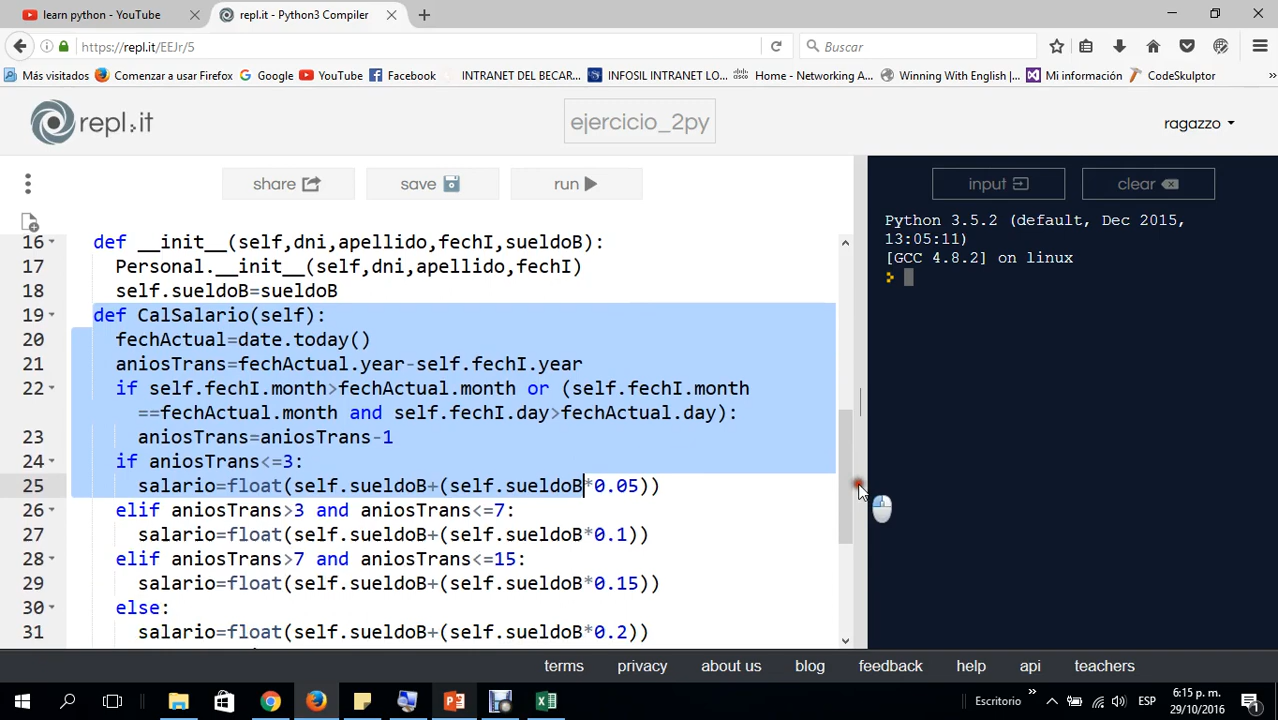 learn python - YouTube
repl.it - Python3 Compiler
https://repl.it/EEJr/5
Buscar
Más visitados
Comenzar a usar Firefox
Google
YouTube
Facebook
INTRANET DEL BECAR...
INFOSIL INTRANET LO...
Home - Networking A...
Winning With English |...
Mi información
CodeSkulptor
repl.it
ejercicio_2py
ragazzo
share
save
run
input
clear
16 def __init__(self,dni,apellido,fechI,sueldoB):
17 Personal.__init__(self,dni,apellido,fechI)
18 self.sueldoB=sueldoB
19 def CalSalario(self):
20 fechActual=date.today()
21 aniosTrans=fechActual.year-self.fechI.year
22 if self.fechI.month>fechActual.month or (self.fechI.month
==fechActual.month and self.fechI.day>fechActual.day):
23 aniosTrans=aniosTrans-1
24 if aniosTrans<=3:
25 salario=float(self.sueldoB+(self.sueldoB*0.05))
26 elif aniosTrans>3 and aniosTrans<=7:
27 salario=float(self.sueldoB+(self.sueldoB*0.1))
28 elif aniosTrans>7 and aniosTrans<=15:
29 salario=float(self.sueldoB+(self.sueldoB*0.15))
30 else:
31 salario=float(self.sueldoB+(self.sueldoB*0.2))
Python 3.5.2 (default, Dec 2015,
13:05:11)
[GCC 4.8.2] on linux
terms
privacy
about us
blog
feedback
help
api
teachers
Escritorio
ESP
6:15 p. m.
29/10/2016